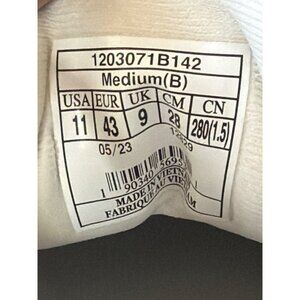 1203071B142
Medium(B)
USA EUR UK CM CN
11 43 9 28 280(1.5)
05/23
MADE IN VIETNAM
FABRIQUE AU VIETNAM